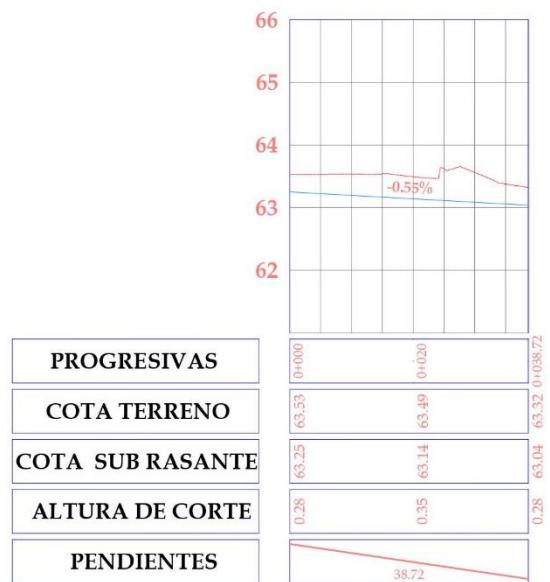 66
65
64
63
62
-0.55%
PROGRESIVAS 0+000 0+020 0+038.72
COTA TERRENO 63.53 63.49 63.32
COTA SUB RASANTE 63.25 63.14 63.04
ALTURA DE CORTE 0.28 0.35 0.28
PENDIENTES 38.72